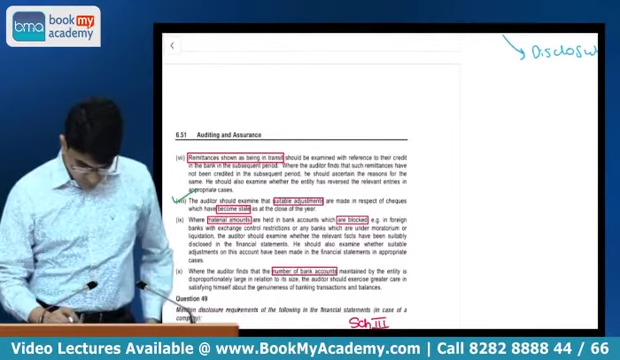 bma
book my academy
Disclosu
6.51 Auditing and Assurance
(vii) Remittances shown as being in transit should be examined with reference to their credit
in the bank in the subsequent period. Where the auditor finds that such remittances have
not been credited in the subsequent period, he should ascertain the reasons for the
same. He should also examine whether the entity has reversed the relevant entries in
appropriate cases.
(viii) The auditor should examine that suitable adjustments are made in respect of cheques
which have become stale as at the close of the year.
(ix) Where material amounts are held in bank accounts which are blocked e.g. in foreign
banks with exchange control restrictions or any banks which are under moratorium or
liquidation, the auditor should examine whether the relevant facts have been suitably
disclosed in the financial statements. He should also examine whether suitable
adjustments on this account have been made in the financial statements in appropriate
cases.
(x) Where the auditor finds that the number of bank accounts maintained by the entity is
disproportionately large in relation to its size, the auditor should exercise greater care in
satisfying himself about the genuineness of banking transactions and balances.
Question 49
Mention disclosure requirements of the following in the financial statements (in case of a
company):
Sch III
Video Lectures Available @ www.BookMyAcademy.com | Call 8282 8888 44 / 66